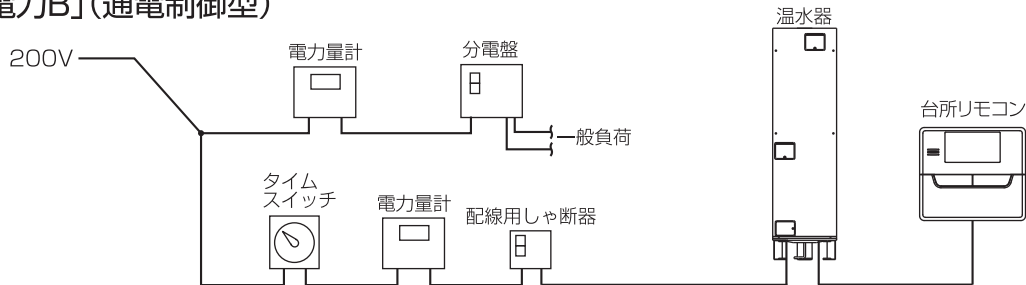 電力B」(通電制御型)
温水器
200V
電力量計
分電盤
台所リモコン
一般負荷
タイム
スイッチ
電力量計
配線用しゃ断器